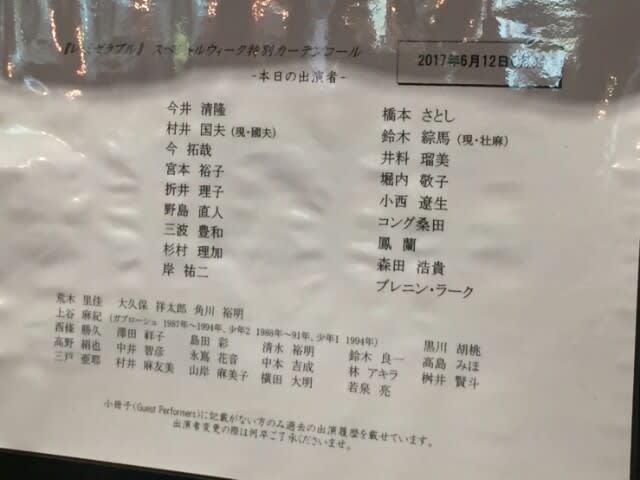 『レ・ミゼラブル』 スペシャルウィーク特別カーテンコール
2017年6月12日
-本日の出演者-
今井 清隆
村井 国夫(現・國夫)
今 拓哉
宮本 裕子
折井 理子
野島 直人
三波 豊和
杉村 理加
岸 祐二
橋本 さとし
鈴木 綜馬(現・壮麻)
井料 瑠美
堀内 敬子
小西 遼生
コング桑田
鳳 蘭
森田 浩貴
ブレニン・ラーク
荒木 里佳 大久保 祥太郎 角川 裕明
上谷 麻紀 (ガブローシュ 1987年~1994年、少年2 1988年~91年、少年1 1994年) 黒川 胡桃
西條 勝久 澤田 祥子 島田 彩 清水 裕明 鈴木 良一 高島 みほ
高野 絹也 中井 智彦 永嶌 花音 中本 吉成 林 アキラ 桝井 賢斗
三戸 亜耶 村井 麻友美 山岸 麻美子 横田 大明 若泉 亮
小冊子(Guest Performers)に記載がない方のみ過去の出演履歴を載せています。
出演者変更の際は何卒ご了承くださいませ。